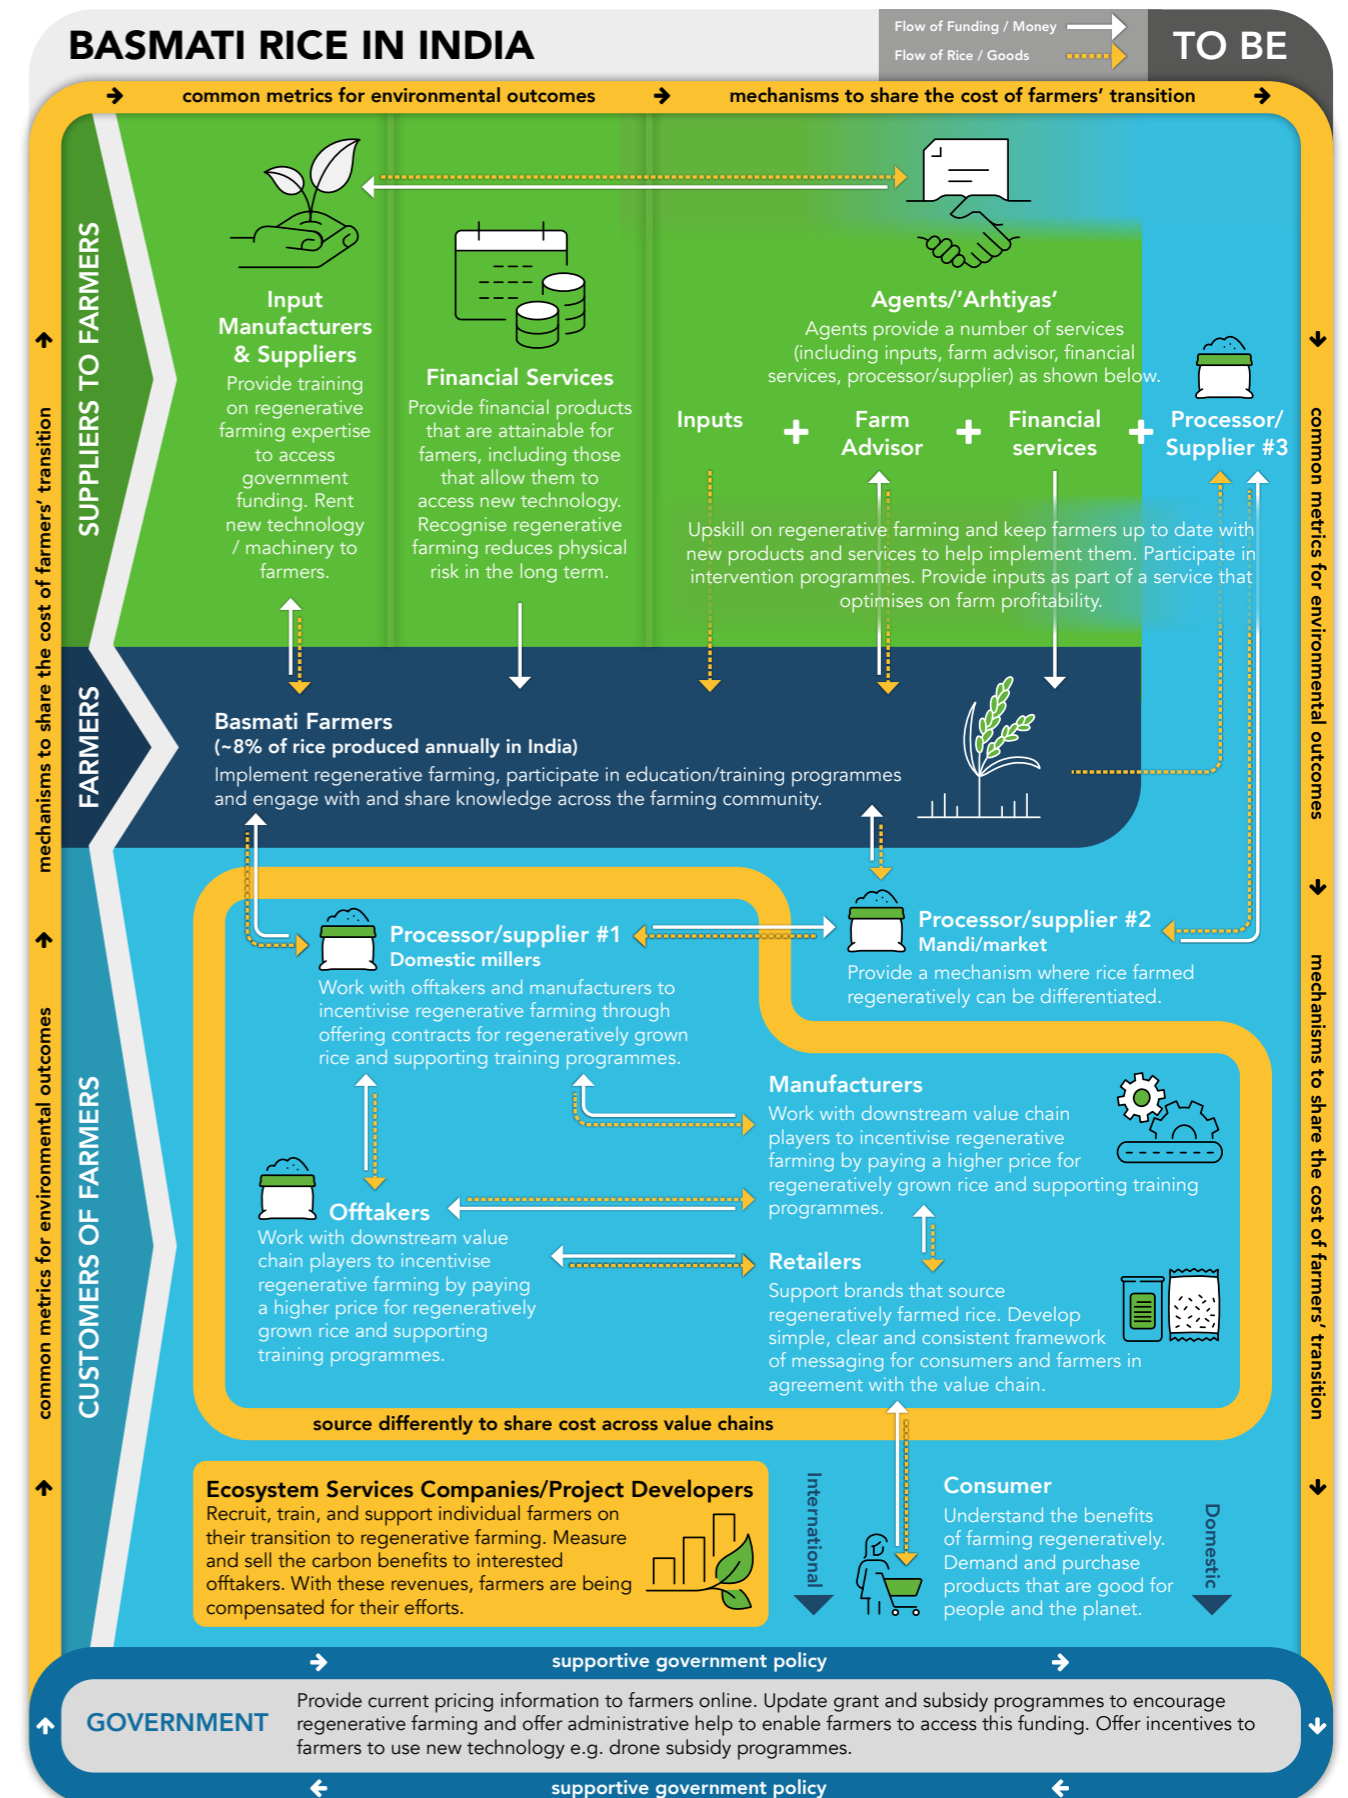 BASMATI RICE IN INDIA
Flow of Funding / Money
Flow of Rice / Goods
TO BE
common metrics for environmental outcomes
mechanisms to share the cost of farmers’ transition
mechanisms to share the cost of farmers’ transition
common metrics for environmental outcomes
common metrics for environmental outcomes
mechanisms to share the cost of farmers’ transition
SUPPLIERS TO FARMERS
Input
Manufacturers
& Suppliers
Provide training
on regenerative
farming expertise
to access
government
funding. Rent
new technology
/ machinery to
farmers.
Financial Services
Provide financial products
that are attainable for
famers, including those
that allow them to
access new technology.
Recognise regenerative
farming reduces physical
risk in the long term.
Agents/’Arhtiyas’
Agents provide a number of services
(including inputs, farm advisor, financial
services, processor/supplier) as shown below.
Inputs
+
Farm
Advisor
+
Financial
services
+
Processor/
Supplier #3
Upskill on regenerative farming and keep farmers up to date with
new products and services to help implement them. Participate in
intervention programmes. Provide inputs as part of a service that
optimises on farm profitability.
FARMERS
Basmati Farmers
(~8% of rice produced annually in India)
Implement regenerative farming, participate in education/training programmes
and engage with and share knowledge across the farming community.
CUSTOMERS OF FARMERS
Processor/supplier #1
Domestic millers
Work with offtakers and manufacturers to
incentivise regenerative farming through
offering contracts for regeneratively grown
rice and supporting training programmes.
Processor/supplier #2
Mandi/market
Provide a mechanism where rice farmed
regeneratively can be differentiated.
Manufacturers
Work with downstream value chain
players to incentivise regenerative
farming by paying a higher price for
regeneratively grown rice and supporting training
programmes.
Offtakers
Work with downstream value
chain players to incentivise
regenerative farming by paying
a higher price for regeneratively
grown rice and supporting
training programmes.
Retailers
Support brands that source
regeneratively farmed rice. Develop
simple, clear and consistent framework
of messaging for consumers and farmers in
agreement with the value chain.
source differently to share cost across value chains
Ecosystem Services Companies/Project Developers
Recruit, train, and support individual farmers on
their transition to regenerative farming. Measure
and sell the carbon benefits to interested
offtakers. With these revenues, farmers are being
compensated for their efforts.
International
Consumer
Understand the benefits
of farming regeneratively.
Demand and purchase
products that are good for
people and the planet.
Domestic
supportive government policy
GOVERNMENT
Provide current pricing information to farmers online. Update grant and subsidy programmes to encourage
regenerative farming and offer administrative help to enable farmers to access this funding. Offer incentives to
farmers to use new technology e.g. drone subsidy programmes.
supportive government policy
common metrics for environmental outcomes
mechanisms to share the cost of farmers’ transition